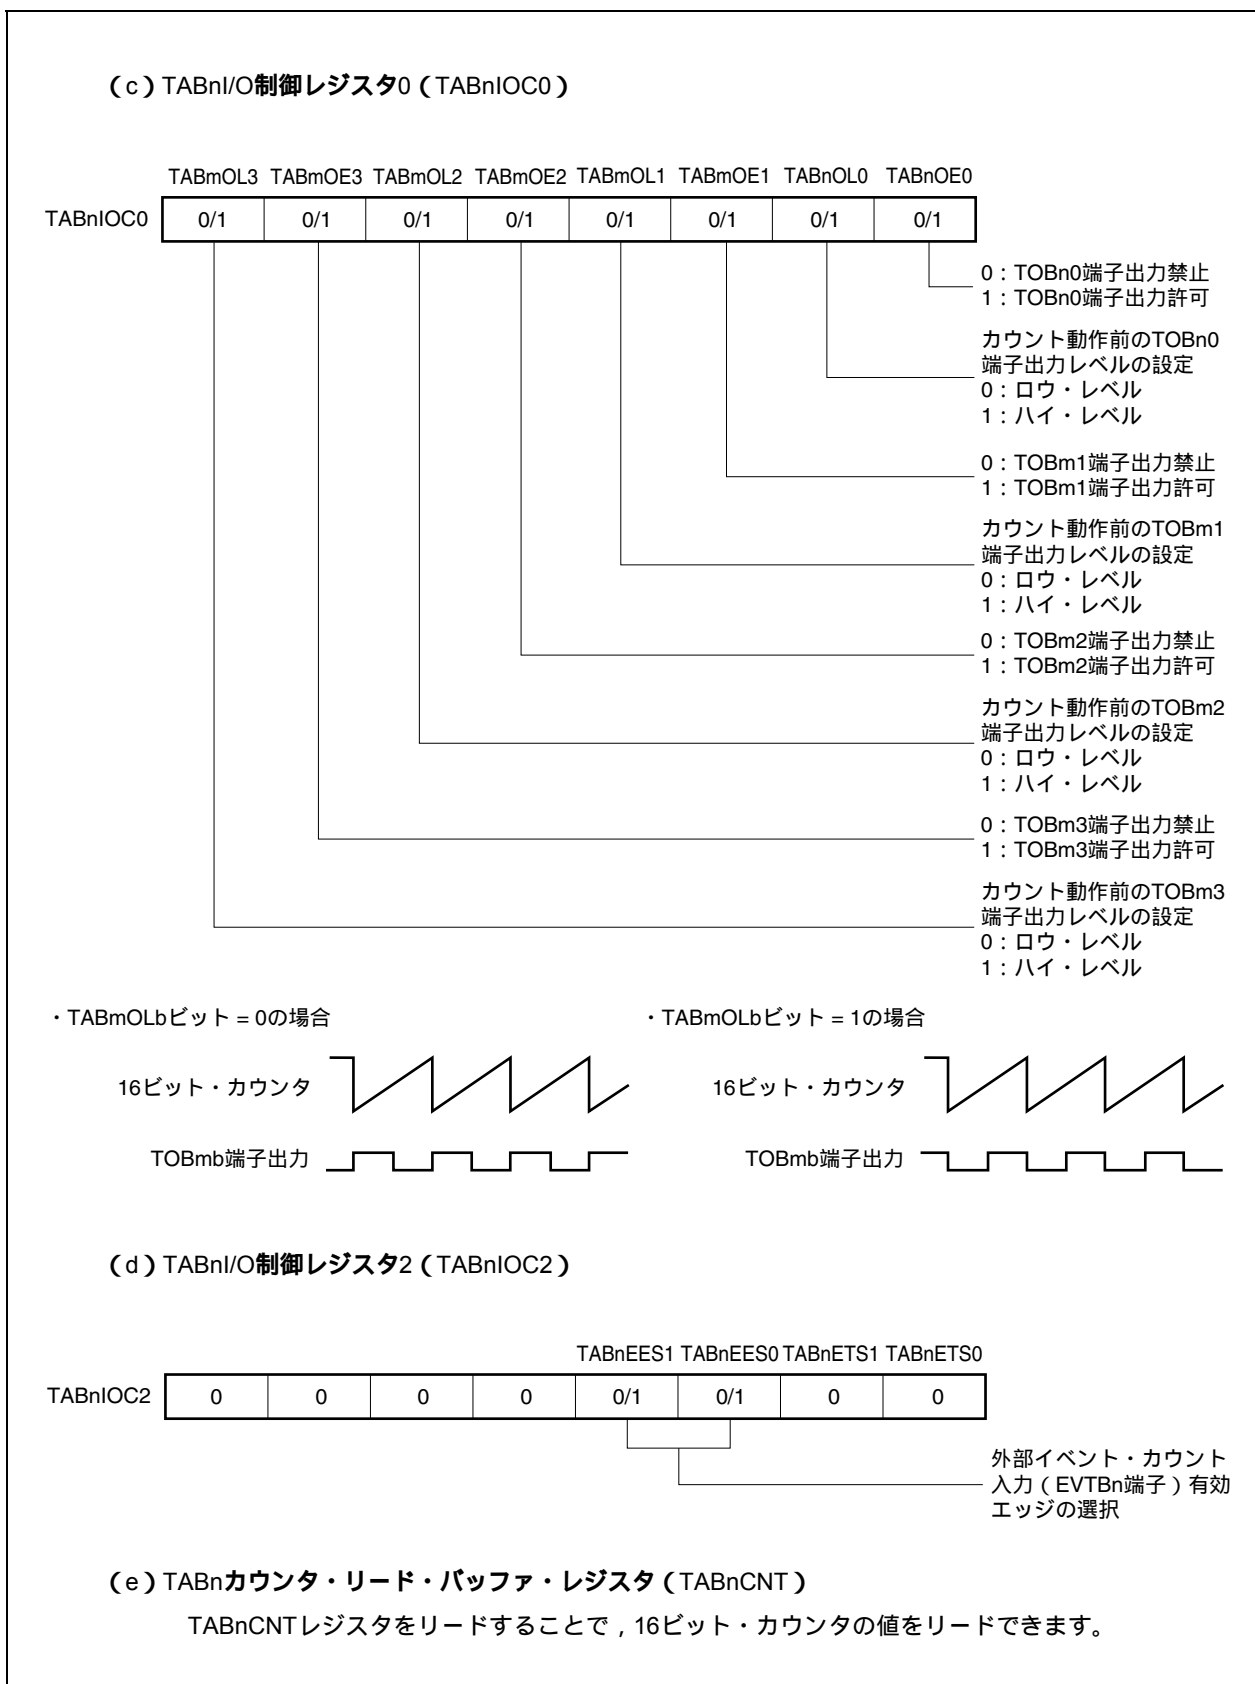 (c) TABnI/O制御レジスタ0 (TABnIOC0)
TABmOL3 TABmOE3 TABmOL2 TABmOE2 TABmOL1 TABmOE1 TABnOL0 TABnOE0
TABnIOC0 0/1 0/1 0/1 0/1 0/1 0/1 0/1 0/1
0：TOBn0端子出力禁止
1：TOBn0端子出力許可
カウント動作前のTOBn0
端子出力レベルの設定
0：ロウ・レベル
1：ハイ・レベル
0：TOBm1端子出力禁止
1：TOBm1端子出力許可
カウント動作前のTOBm1
端子出力レベルの設定
0：ロウ・レベル
1：ハイ・レベル
0：TOBm2端子出力禁止
1：TOBm2端子出力許可
カウント動作前のTOBm2
端子出力レベルの設定
0：ロウ・レベル
1：ハイ・レベル
0：TOBm3端子出力禁止
1：TOBm3端子出力許可
カウント動作前のTOBm3
端子出力レベルの設定
0：ロウ・レベル
1：ハイ・レベル
・TABmOLbビット = 0の場合
16ビット・カウンタ
TOBmb端子出力
・TABmOLbビット = 1の場合
16ビット・カウンタ
TOBmb端子出力
(d) TABnI/O制御レジスタ2 (TABnIOC2)
TABnEES1 TABnEES0 TABnETS1 TABnETS0
TABnIOC2 0 0 0 0 0/1 0/1 0 0
外部イベント・カウント
入力（EVTBn端子）有効
エッジの選択
(e) TABnカウンタ・リード・バッファ・レジスタ (TABnCNT)
TABnCNTレジスタをリードすることで，16ビット・カウンタの値をリードできます。